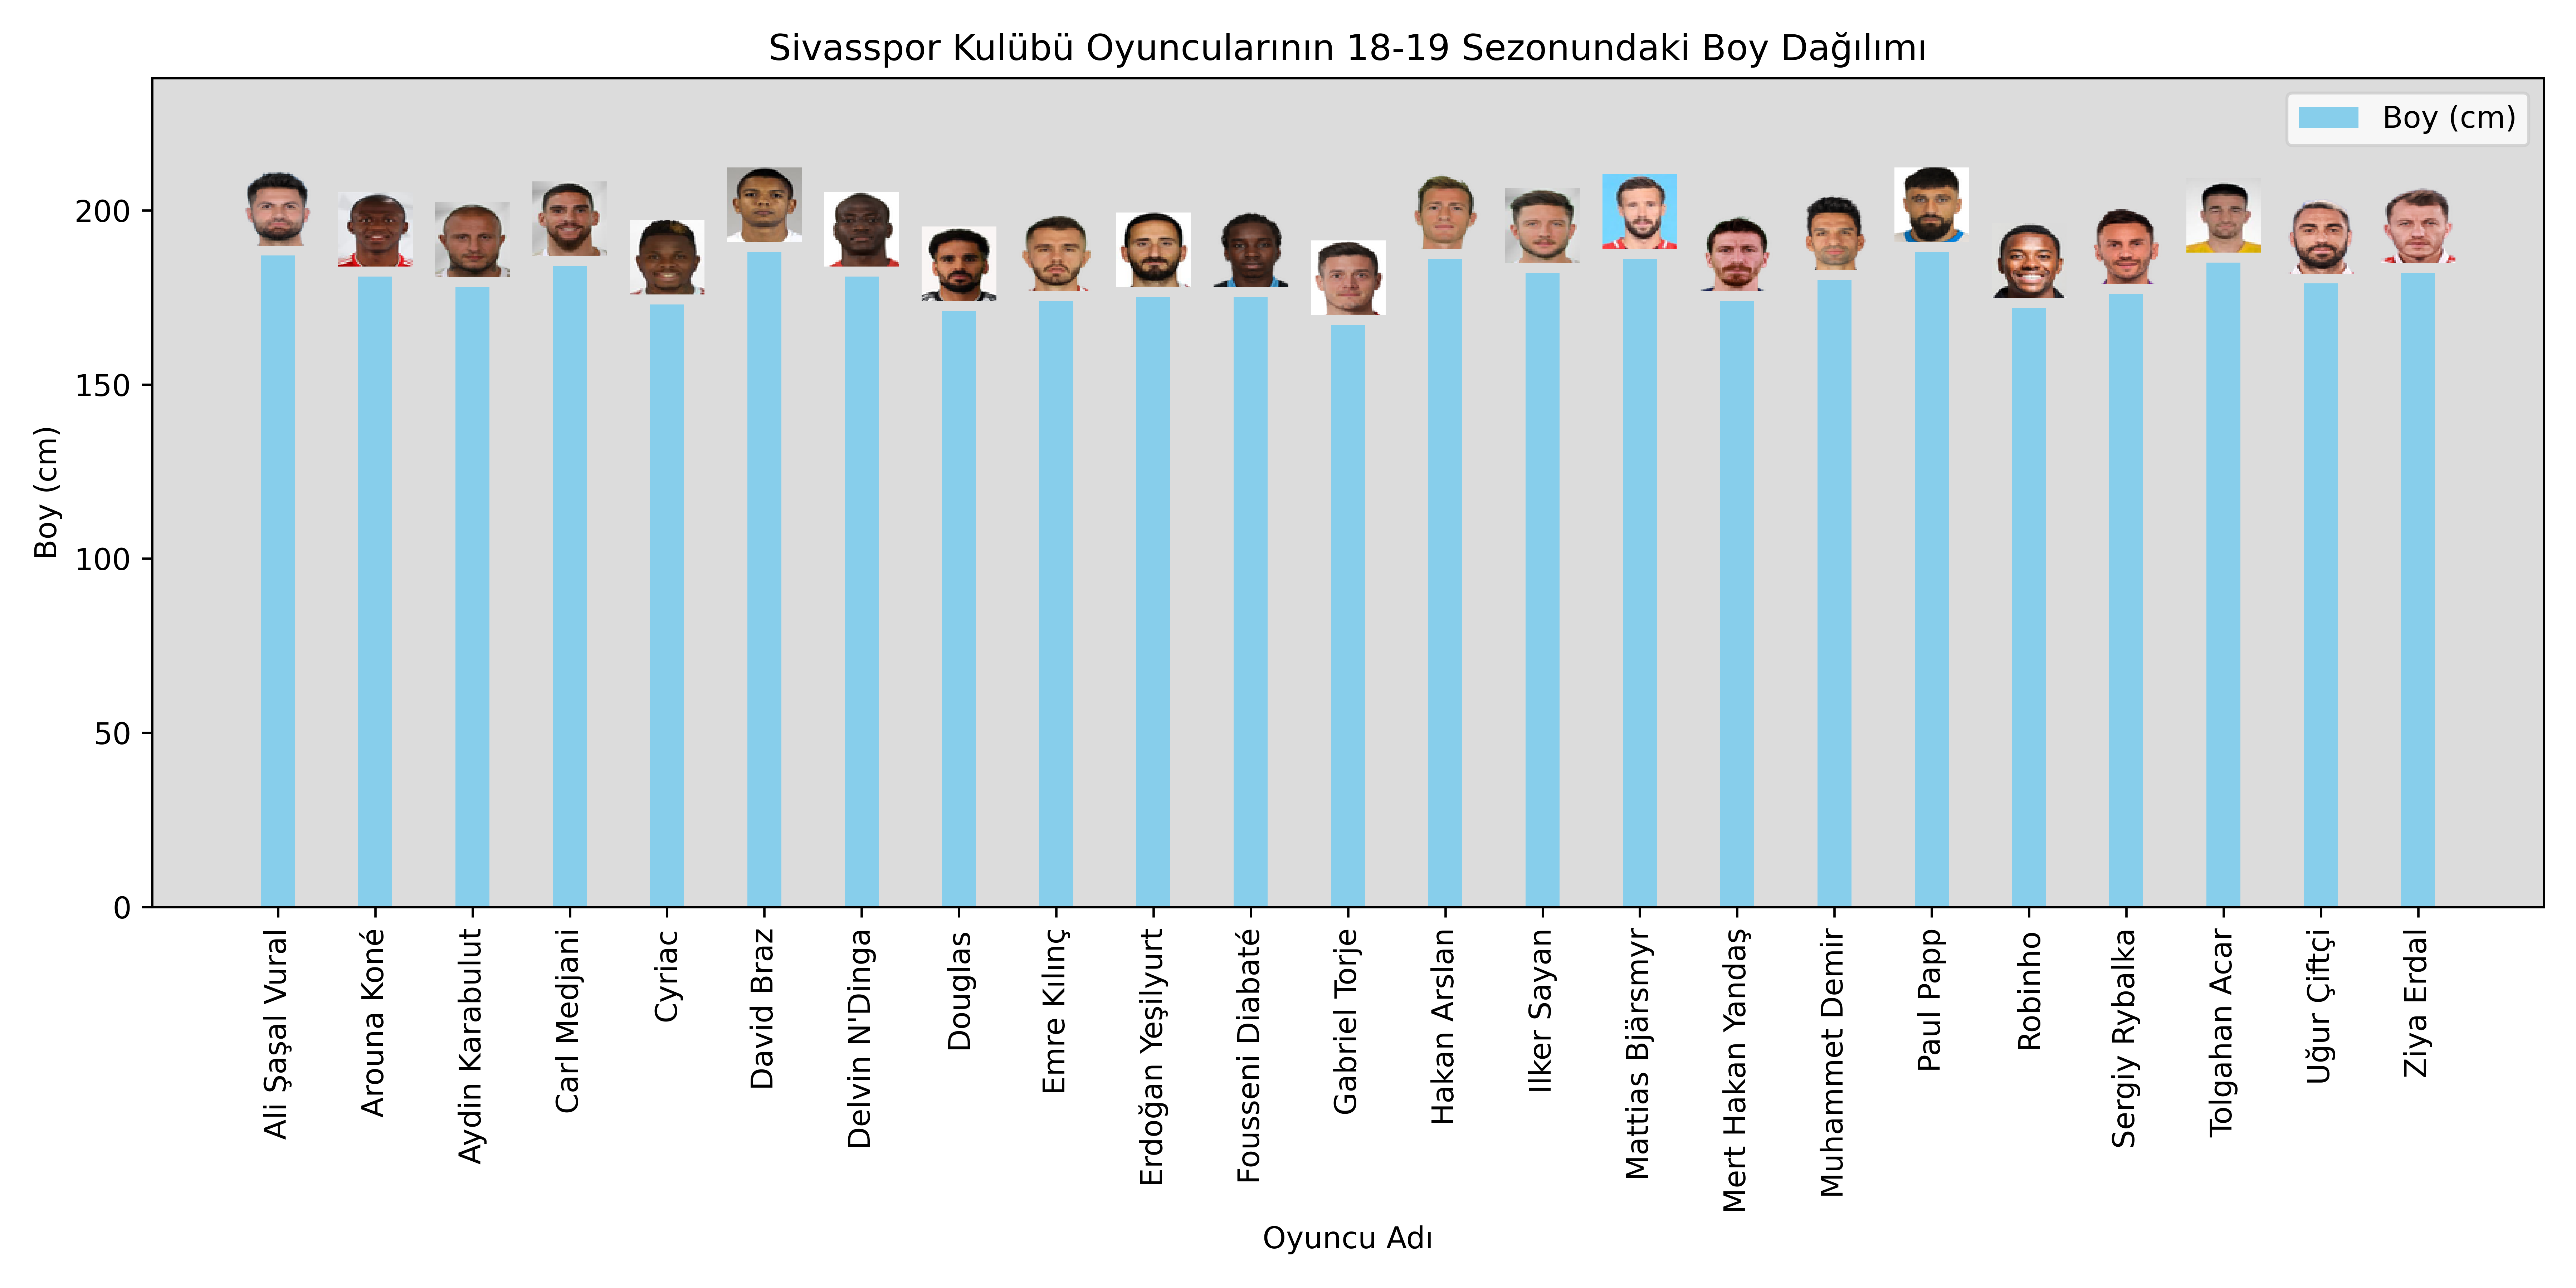 Sivasspor Kulübü Oyuncularının 18-19 Sezonundaki Boy Dağılımı
Boy (cm)
Boy (cm)
200
150
100
50
0
Ali Şaşal Vural
Arouna Koné
Aydin Karabulut
Carl Medjani
Cyriac
David Braz
Delvin N'Dinga
Douglas
Emre Kılınç
Erdoğan Yeşilyurt
Fousseni Diabaté
Gabriel Torje
Hakan Arslan
Ilker Sayan
Mattias Bjärsmyr
Mert Hakan Yandaş
Muhammet Demir
Paul Papp
Robinho
Sergiy Rybalka
Tolgahan Acar
Uğur Çiftçi
Ziya Erdal
Oyuncu Adı